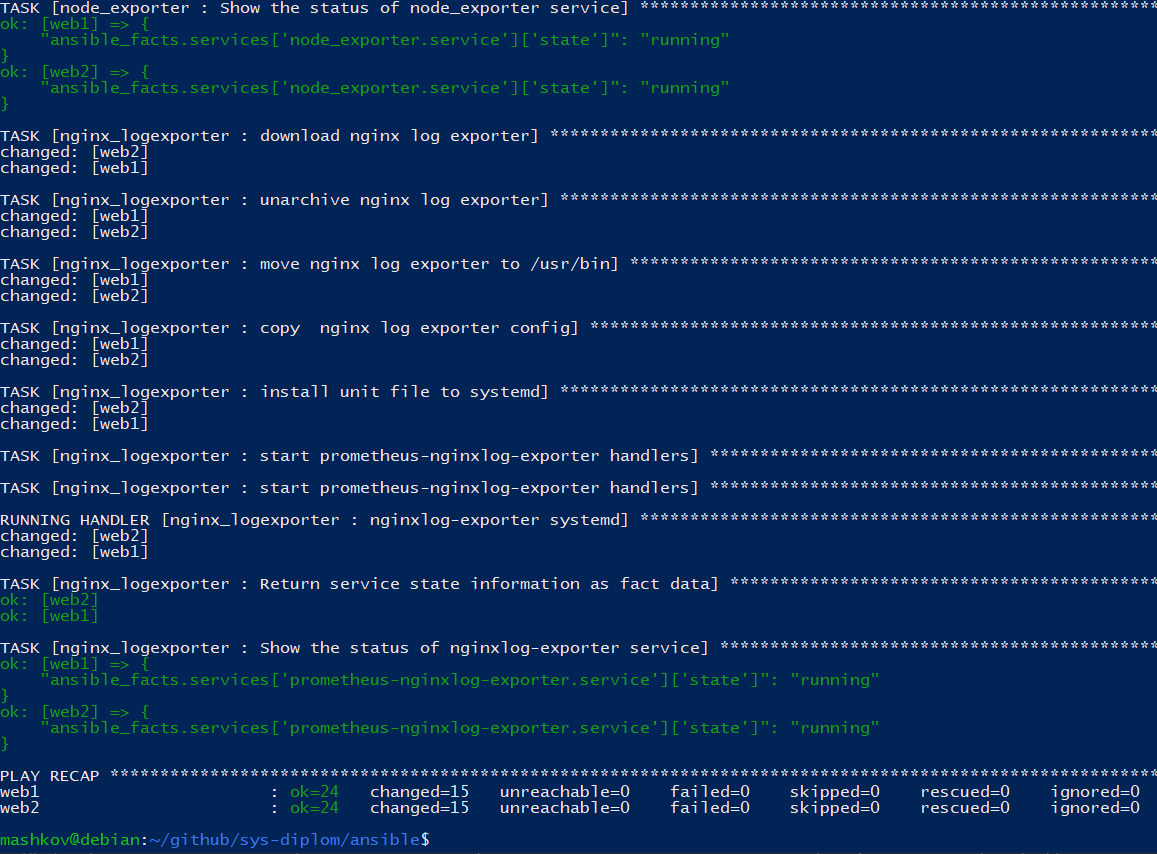 TASK [node_exporter : Show the status of node_exporter service] ****************************************************
ok: [web1] => {
    "ansible_facts.services['node_exporter.service']['state']": "running"
}
ok: [web2] => {
    "ansible_facts.services['node_exporter.service']['state']": "running"
}
TASK [nginx_logexporter : download nginx log exporter] *************************************************************
changed: [web2]
changed: [web1]
TASK [nginx_logexporter : unarchive nginx log exporter] ************************************************************
changed: [web1]
changed: [web2]
TASK [nginx_logexporter : move nginx log exporter to /usr/bin] *****************************************************
changed: [web1]
changed: [web2]
TASK [nginx_logexporter : copy  nginx log exporter config] *********************************************************
changed: [web1]
changed: [web2]
TASK [nginx_logexporter : install unit file to systemd] ************************************************************
changed: [web2]
changed: [web1]
TASK [nginx_logexporter : start prometheus-nginxlog-exporter handlers] *********************************************
TASK [nginx_logexporter : start prometheus-nginxlog-exporter handlers] *********************************************
RUNNING HANDLER [nginx_logexporter : nginxlog-exporter systemd] ****************************************************
changed: [web2]
changed: [web1]
TASK [nginx_logexporter : Return service state information as fact data] *******************************************
ok: [web2]
ok: [web1]
TASK [nginx_logexporter : Show the status of nginxlog-exporter service] ********************************************
ok: [web1] => {
    "ansible_facts.services['prometheus-nginxlog-exporter.service']['state']": "running"
}
ok: [web2] => {
    "ansible_facts.services['prometheus-nginxlog-exporter.service']['state']": "running"
}
PLAY RECAP *********************************************************************************************************
web1                       : ok=24   changed=15   unreachable=0    failed=0    skipped=0    rescued=0    ignored=0
web2                       : ok=24   changed=15   unreachable=0    failed=0    skipped=0    rescued=0    ignored=0
mashkov@debian:~/github/sys-diplom/ansible$